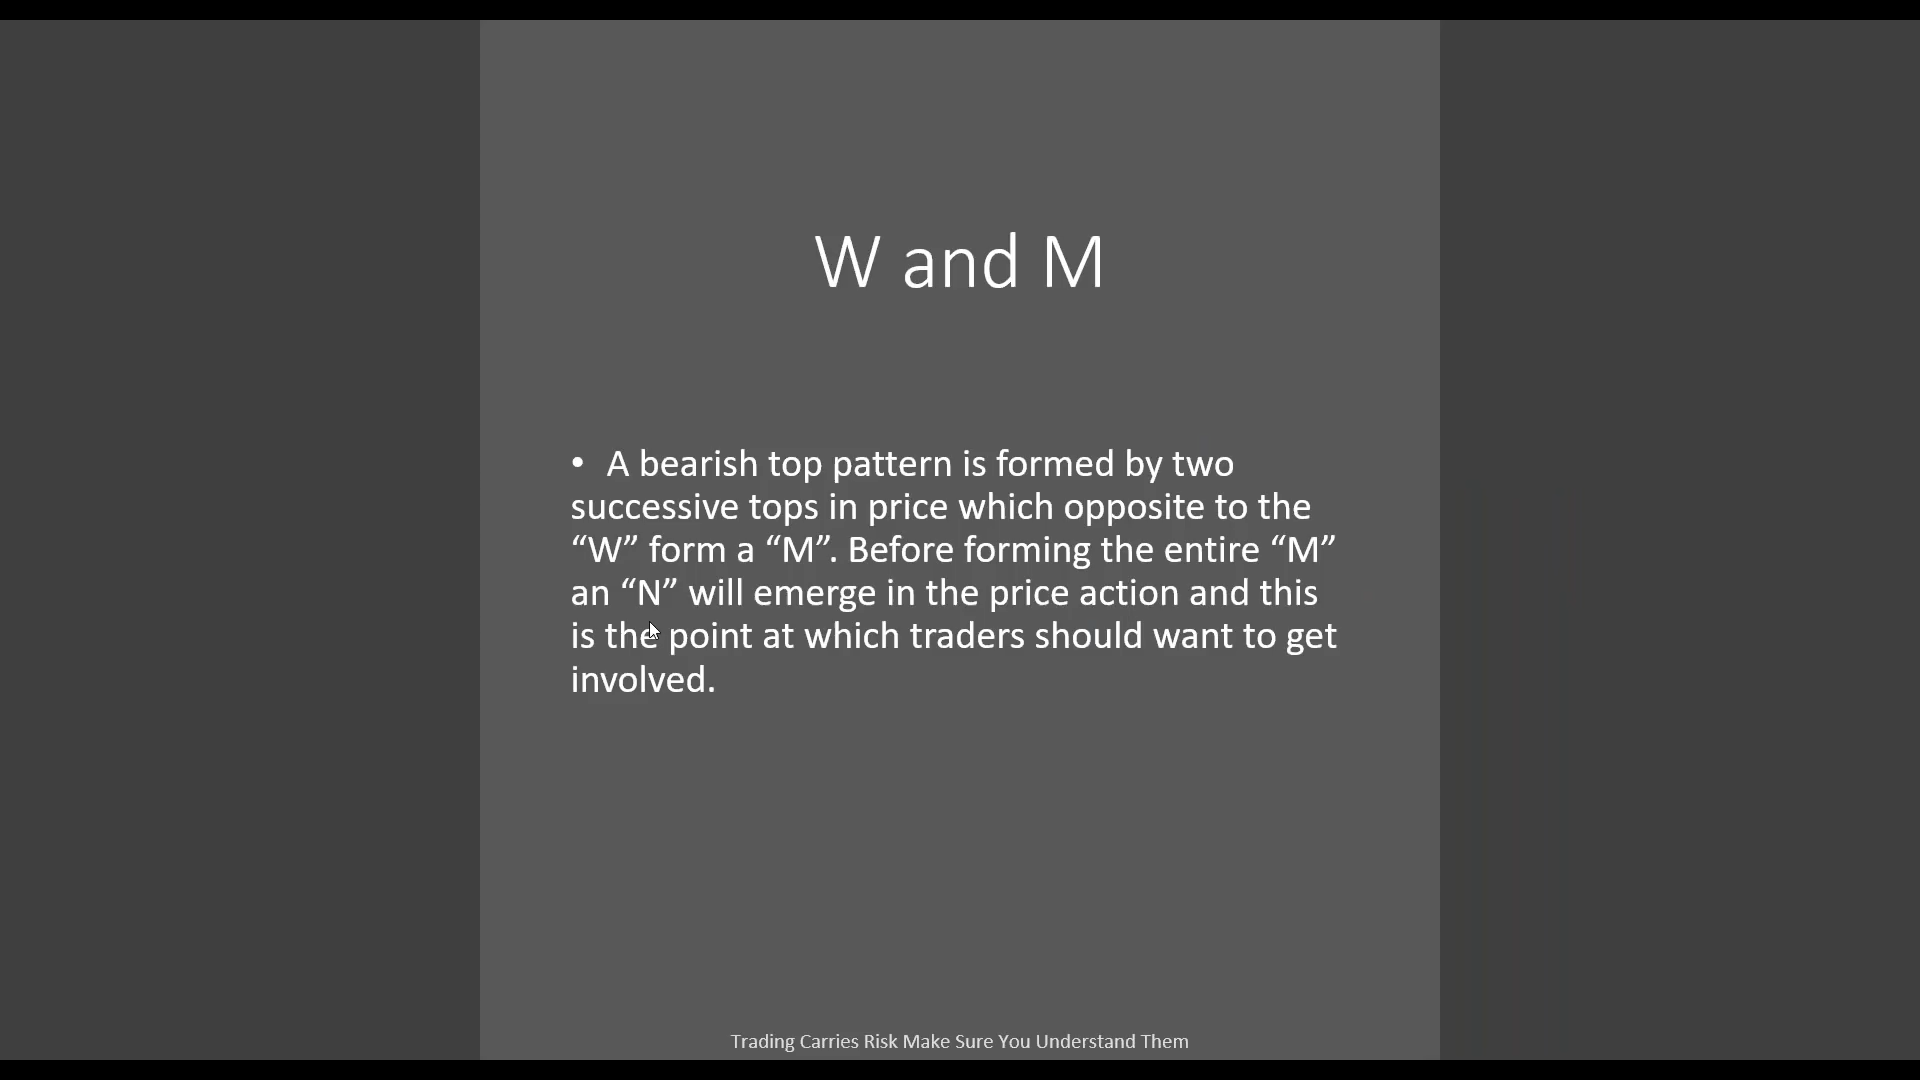 W and M
• A bearish top pattern is formed by two
successive tops in price which opposite to the
“W” form a “M”. Before forming the entire “M”
an “N” will emerge in the price action and this
is the point at which traders should want to get
involved.
Trading Carries Risk Make Sure You Understand Them